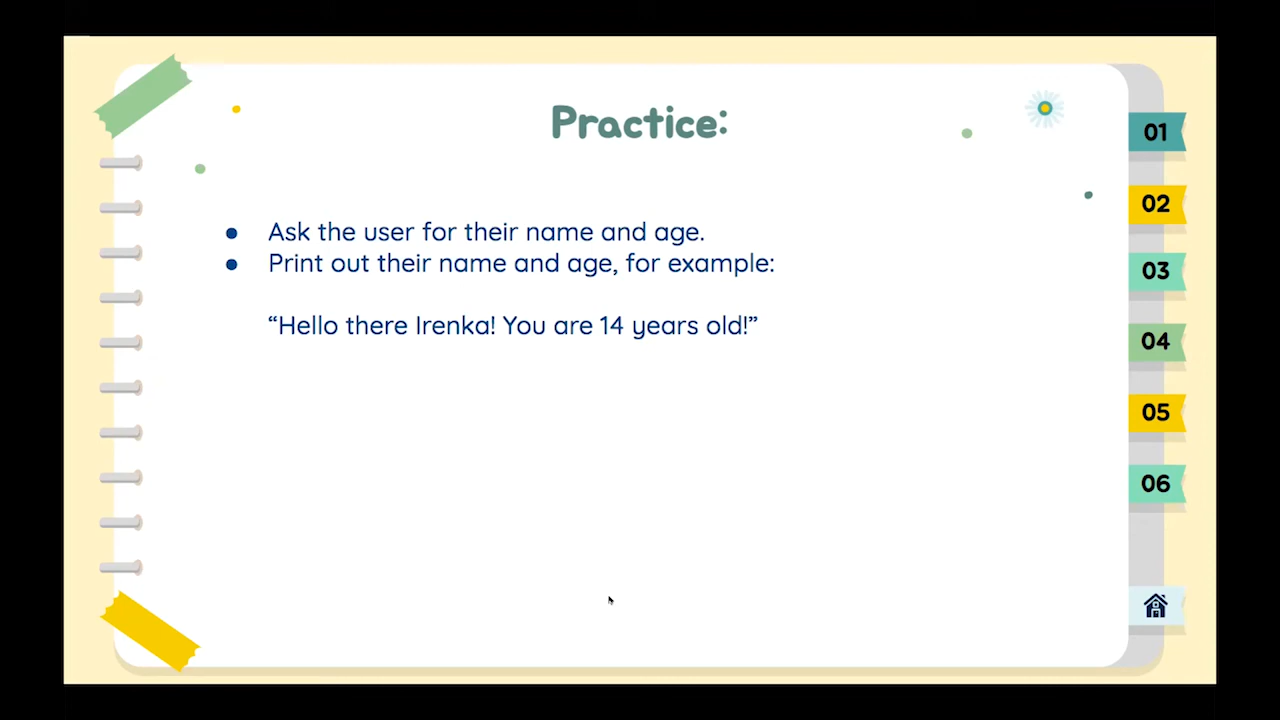 Practice:
● Ask the user for their name and age.
● Print out their name and age, for example:
“Hello there Irenka! You are 14 years old!”
01
02
03
04
05
06